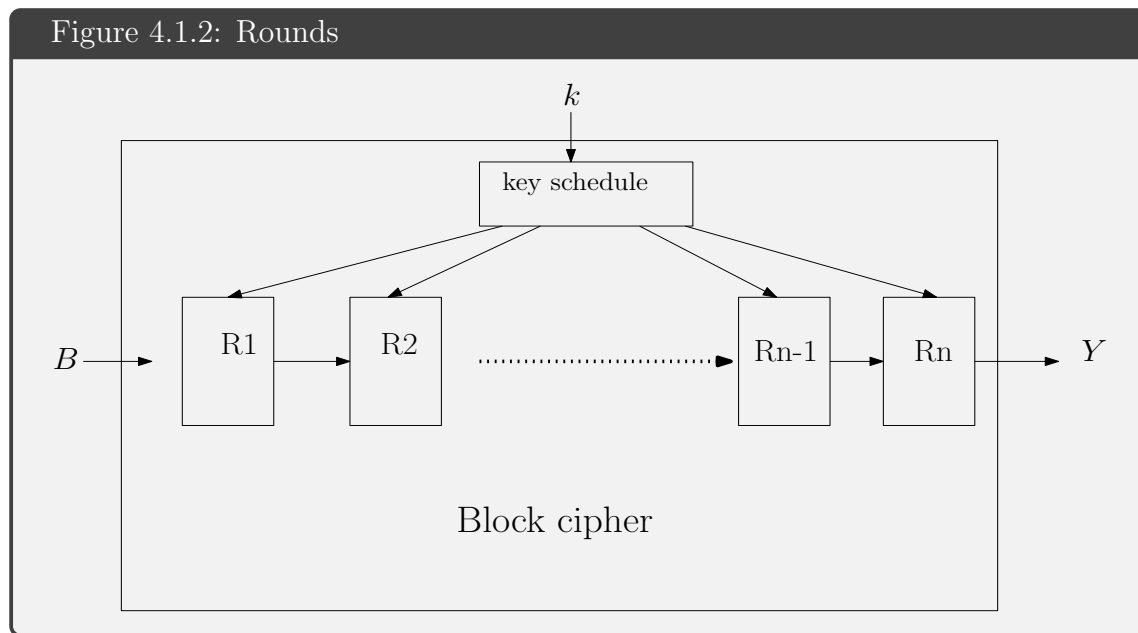 Figure 4.1.2: Rounds
k
key schedule
B
R1
R2
Rn-1
Rn
Y
Block cipher